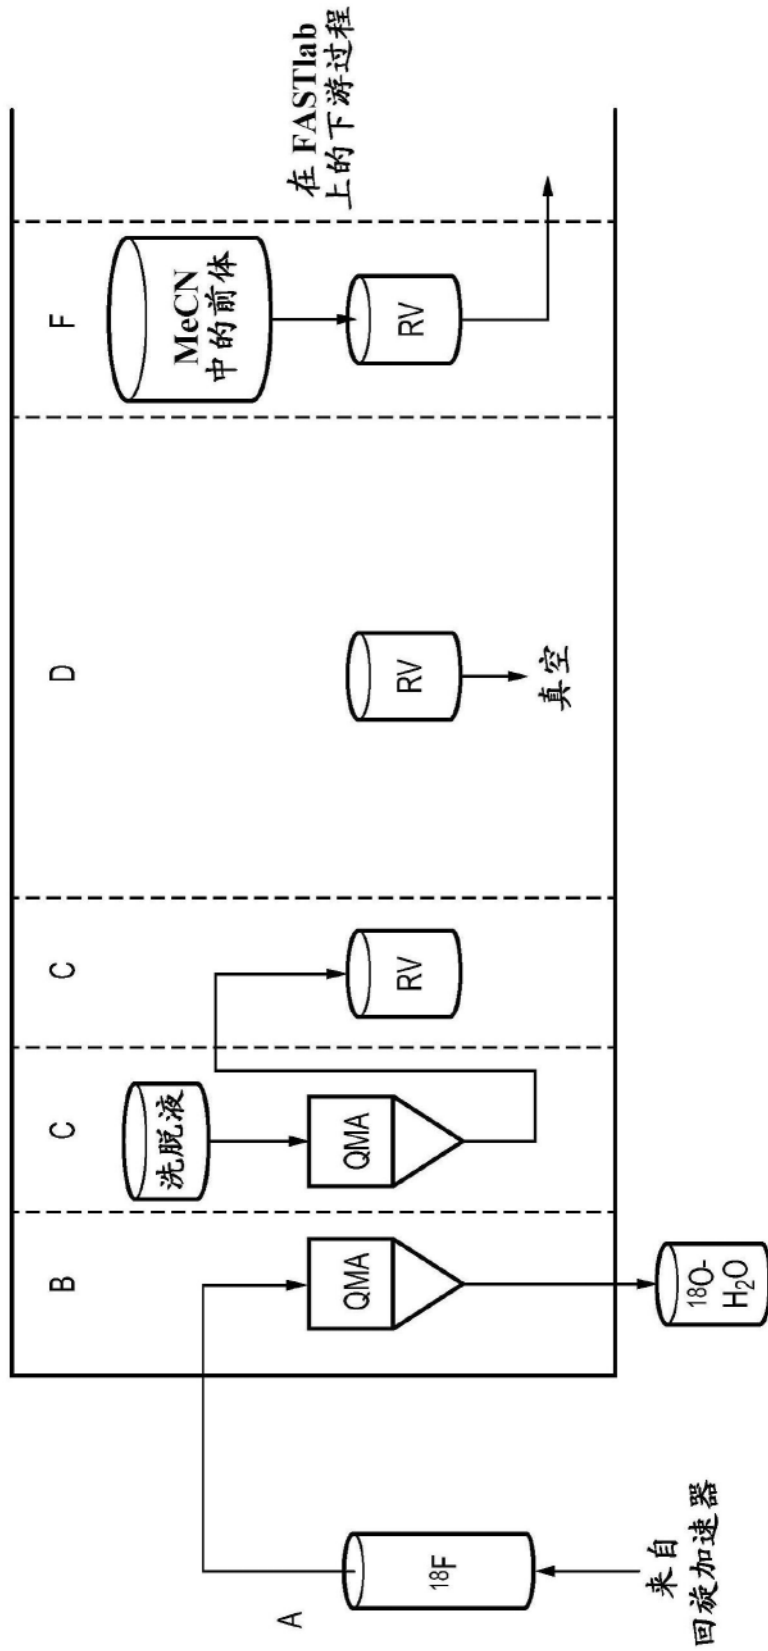 A
18F
来自
回旋加速器
B
QMA
18O-
H2O
C
洗脱液
QMA
C
RV
D
RV
真空
F
MeCN
中的前体
RV
在 FASTlab
上的下游过程